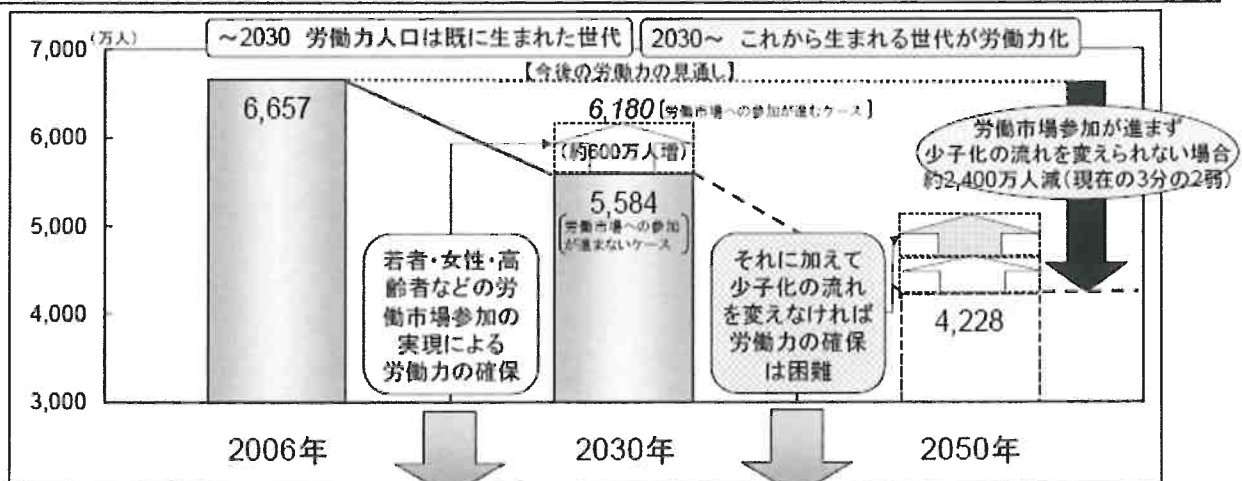 7,000
(万人)
～2030 労働力人口は既に生まれた世代
2030～ これから生まれる世代が労働力化
【今後の労働力の見通し】
6,657
6,180 [労働市場への参加が進むケース]
6,000
(約600万人増)
労働市場参加が進まず
少子化の流れを変えられない場合
約2,400万人減(現在の3分の2弱)
5,584
労働市場への参加
が進まないケース
5,000
若者・女性・高
齢者などの労
働市場参加の
実現による
労働力の確保
それに加えて
少子化の流れ
を変えなければ
労働力の確保
は困難
4,228
4,000
3,000
2006年
2030年
2050年